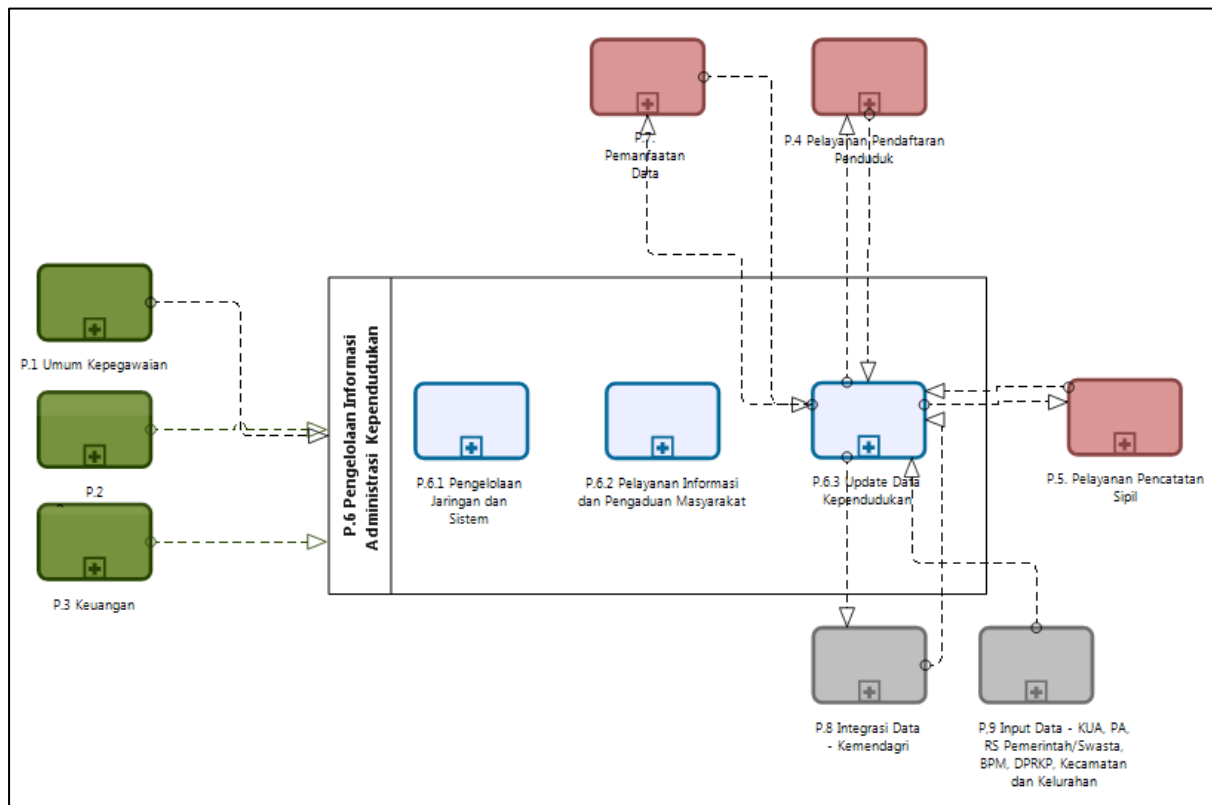 P.7.
Pemanfaatan
Data
P.4 Pelayanan Pendaftaran
Penduduk
P.1 Umum Kepegawaian
P.2
P.3 Keuangan
P.6 Pengelolaan Informasi
Administrasi Kependudukan
P.6.1 Pengelolaan
Jaringan dan
Sistem
P.6.2 Pelayanan Informasi
dan Pengaduan Masyarakat
P.6.3 Update Data
Kependudukan
P.5. Pelayanan Pencatatan
Sipil
P.8 Integrasi Data
- Kemendagri
P,9 Input Data - KUA, PA,
RS Pemerintah/Swasta,
BPM, DPRKP, Kecamatan
dan Kelurahan